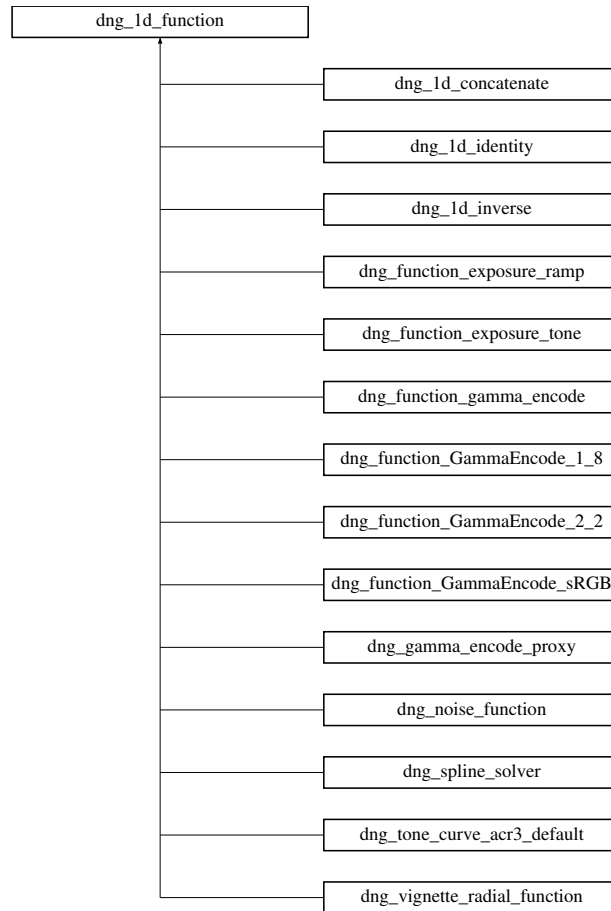 dng_1d_function
dng_1d_concatenate
dng_1d_identity
dng_1d_inverse
dng_function_exposure_ramp
dng_function_exposure_tone
dng_function_gamma_encode
dng_function_GammaEncode_1_8
dng_function_GammaEncode_2_2
dng_function_GammaEncode_sRGB
dng_gamma_encode_proxy
dng_noise_function
dng_spline_solver
dng_tone_curve_acr3_default
dng_vignette_radial_function